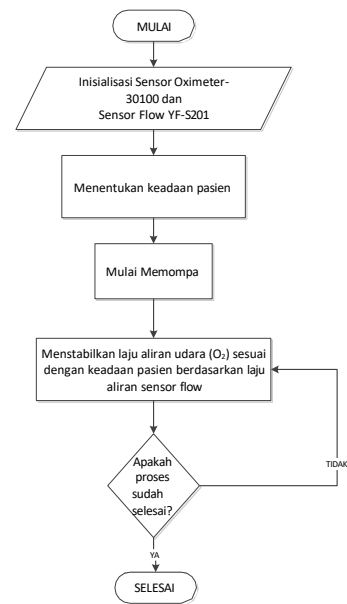 MULAI
Inisialisasi Sensor Oximeter-
30100 dan
Sensor Flow YF-S201
Menentukan keadaan pasien
Mulai Memompa
Menstabilkan laju aliran udara (O₂) sesuai
dengan keadaan pasien berdasarkan laju
aliran sensor flow
Apakah
proses
sudah
selesai?
TIDAK
YA
SELESAI